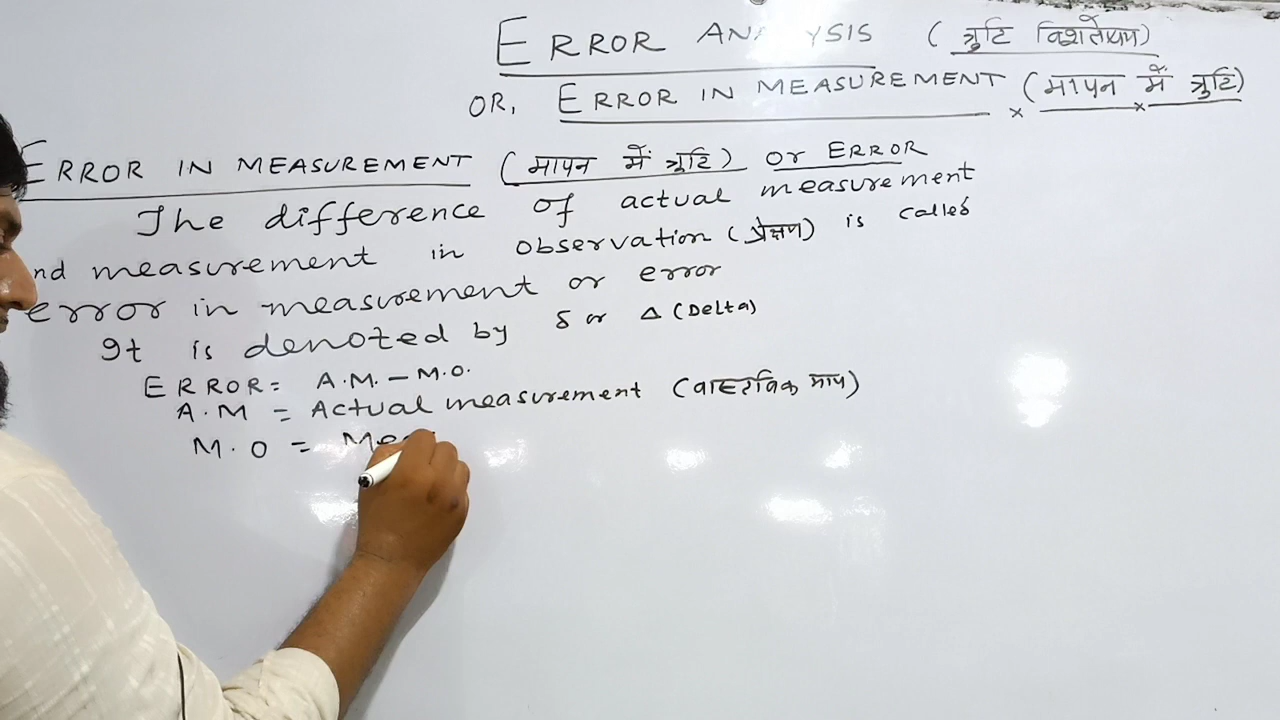 ERROR ANALYSIS (त्रुटि विश्लेषण)
OR, ERROR IN MEASUREMENT (मापन में त्रुटि)
ERROR IN MEASUREMENT (मापन में त्रुटि) or ERROR
The difference of actual measurement
nd measurement in observation (प्रेक्षण) is called
error in measurement or error
It is denoted by δ or Δ (Delta)
ERROR = A.M. - M.O.
A.M = Actual measurement (वास्तविक माप)
M.O = Me